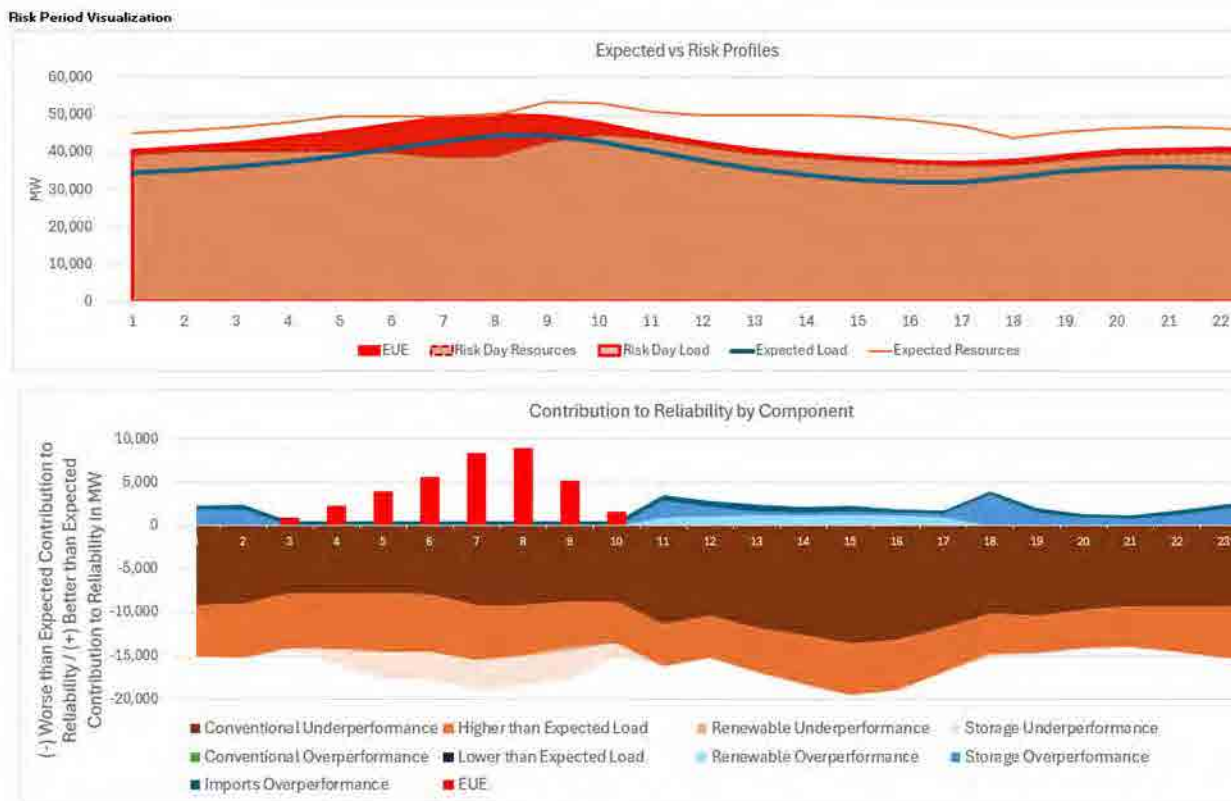 Risk Period Visualization
Expected vs Risk Profiles
60,000
50,000
40,000
30,000
20,000
10,000
0
MW
1 2 3 4 5 6 7 8 9 10 11 12 13 14 15 16 17 18 19 20 21 22
EUE Risk Day Resources Risk Day Load Expected Load Expected Resources
Contribution to Reliability by Component
(-) Worse than Expected Contribution to
Reliability / (+) Better than Expected
Contribution to Reliability in MW
10,000
5,000
0
-5,000
-10,000
-15,000
-20,000
2 3 4 5 6 7 8 9 10 11 12 13 14 15 16 17 18 19 20 21 22 23
Conventional Underperformance Higher than Expected Load Renewable Underperformance Storage Underperformance
Conventional Overperformance Lower than Expected Load Renewable Overperformance Storage Overperformance
Imports Overperformance EUE